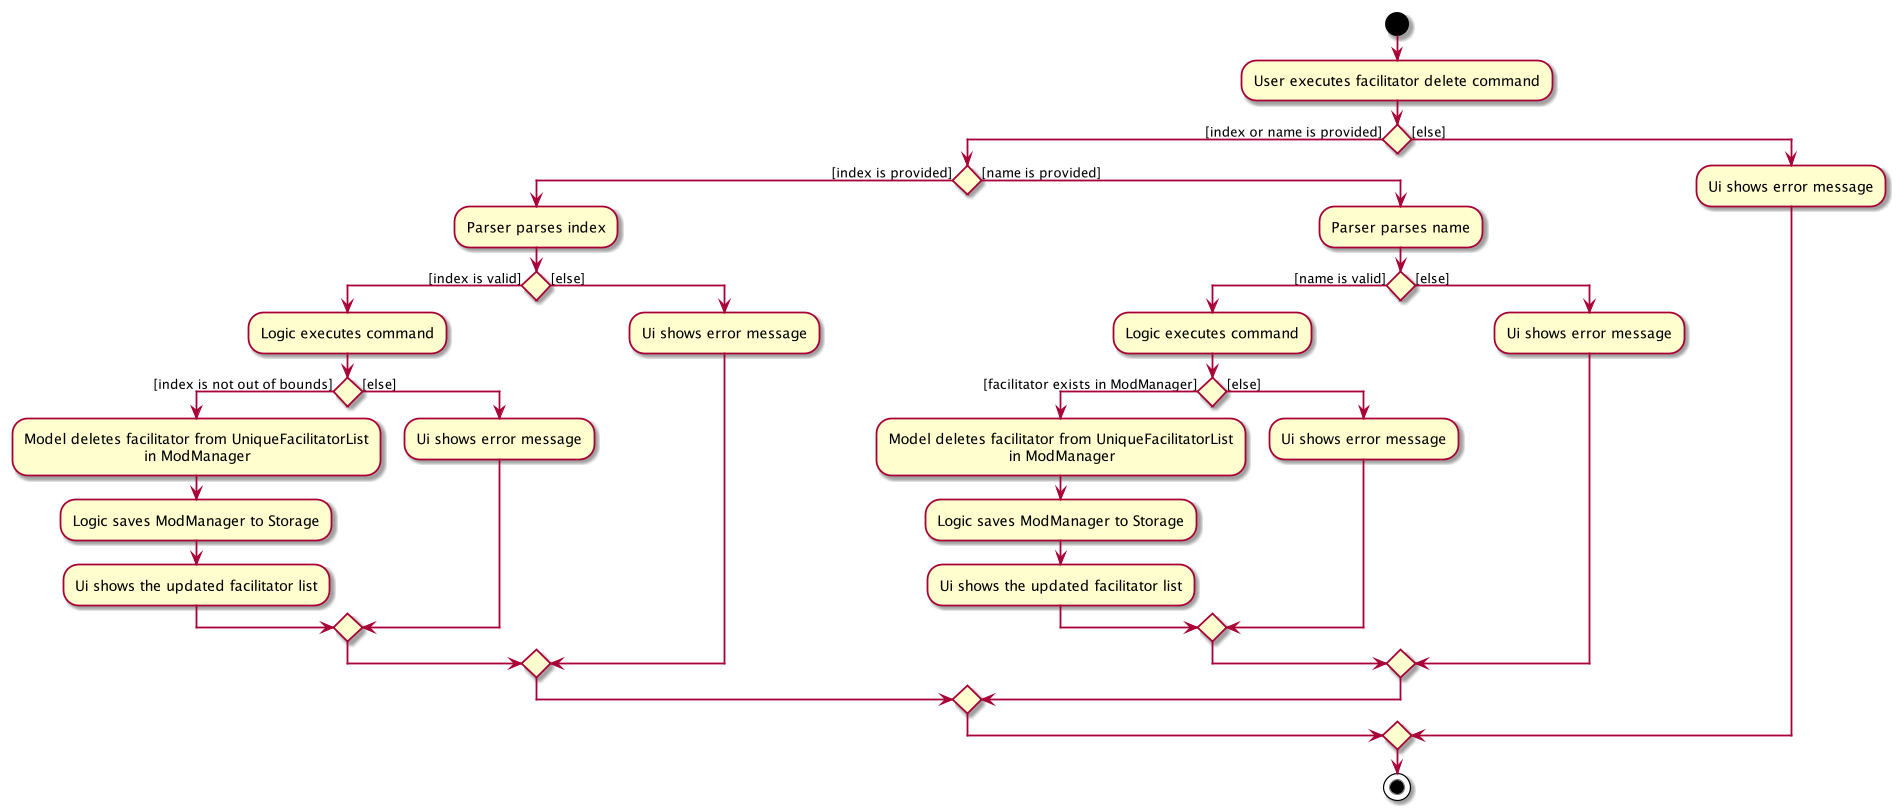 User executes facilitator delete command
[index or name is provided]
[else]
[index is provided]
[name is provided]
Ui shows error message
Parser parses index
Parser parses name
[index is valid]
[else]
[name is valid]
[else]
Logic executes command
Ui shows error message
Logic executes command
Ui shows error message
[index is not out of bounds]
[else]
[facilitator exists in ModManager]
[else]
Model deletes facilitator from UniqueFacilitatorList
in ModManager
Ui shows error message
Model deletes facilitator from UniqueFacilitatorList
in ModManager
Ui shows error message
Logic saves ModManager to Storage
Logic saves ModManager to Storage
Ui shows the updated facilitator list
Ui shows the updated facilitator list